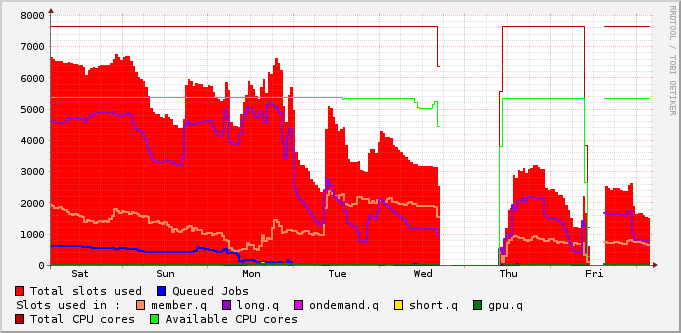 8000
7000
6000
5000
4000
3000
2000
1000
0
Sat Sun Mon Tue Wed Thu Fri
RRDTOOL / TOBI OETIKER
Total slots used Queued Jobs
Slots used in : member.q long.q ondemand.q short.q gpu.q
Total CPU cores Available CPU cores